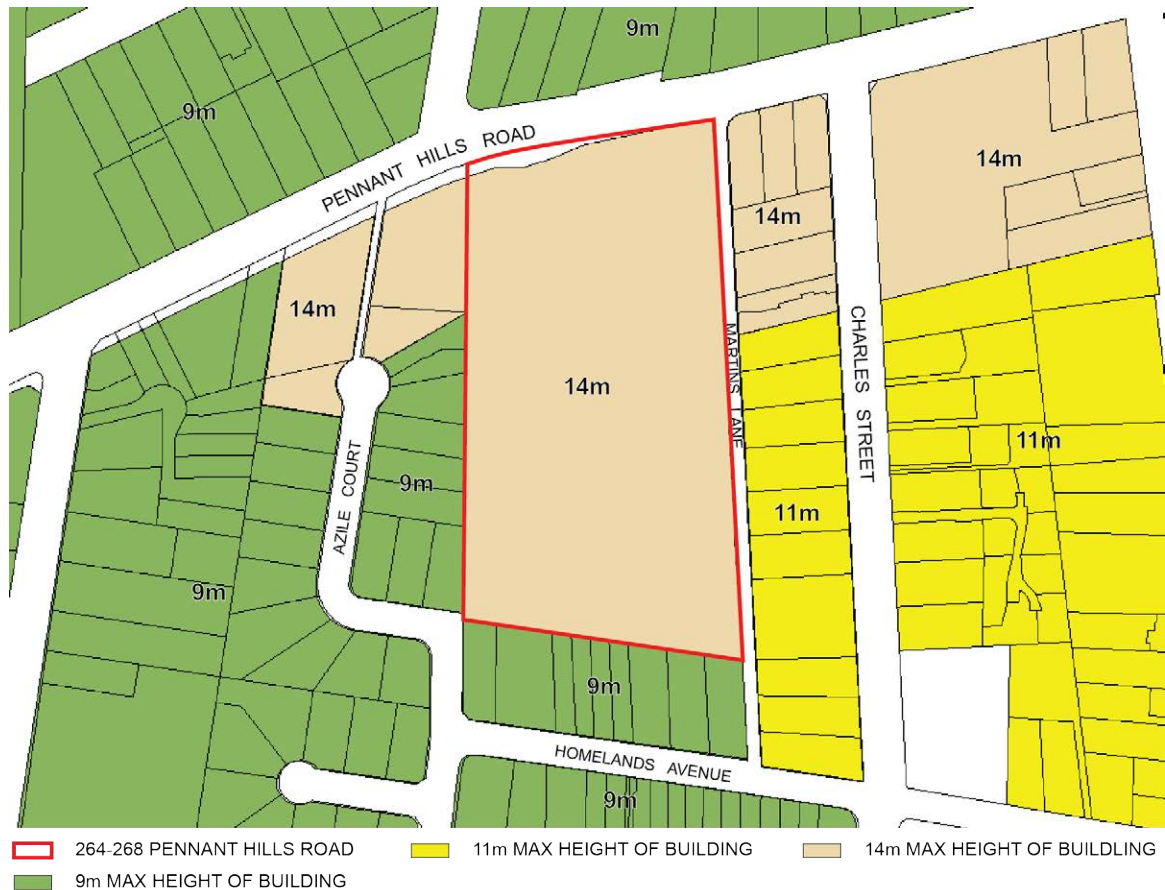 9m
9m
PENNANT HILLS ROAD
14m
14m
14m
14m
MARTINS LANE
CHARLES STREET
11m
9m
AZILE COURT
11m
9m
9m
HOMELANDS AVENUE
9m
264-268 PENNANT HILLS ROAD
11m MAX HEIGHT OF BUILDING
14m MAX HEIGHT OF BUILDLING
9m MAX HEIGHT OF BUILDING